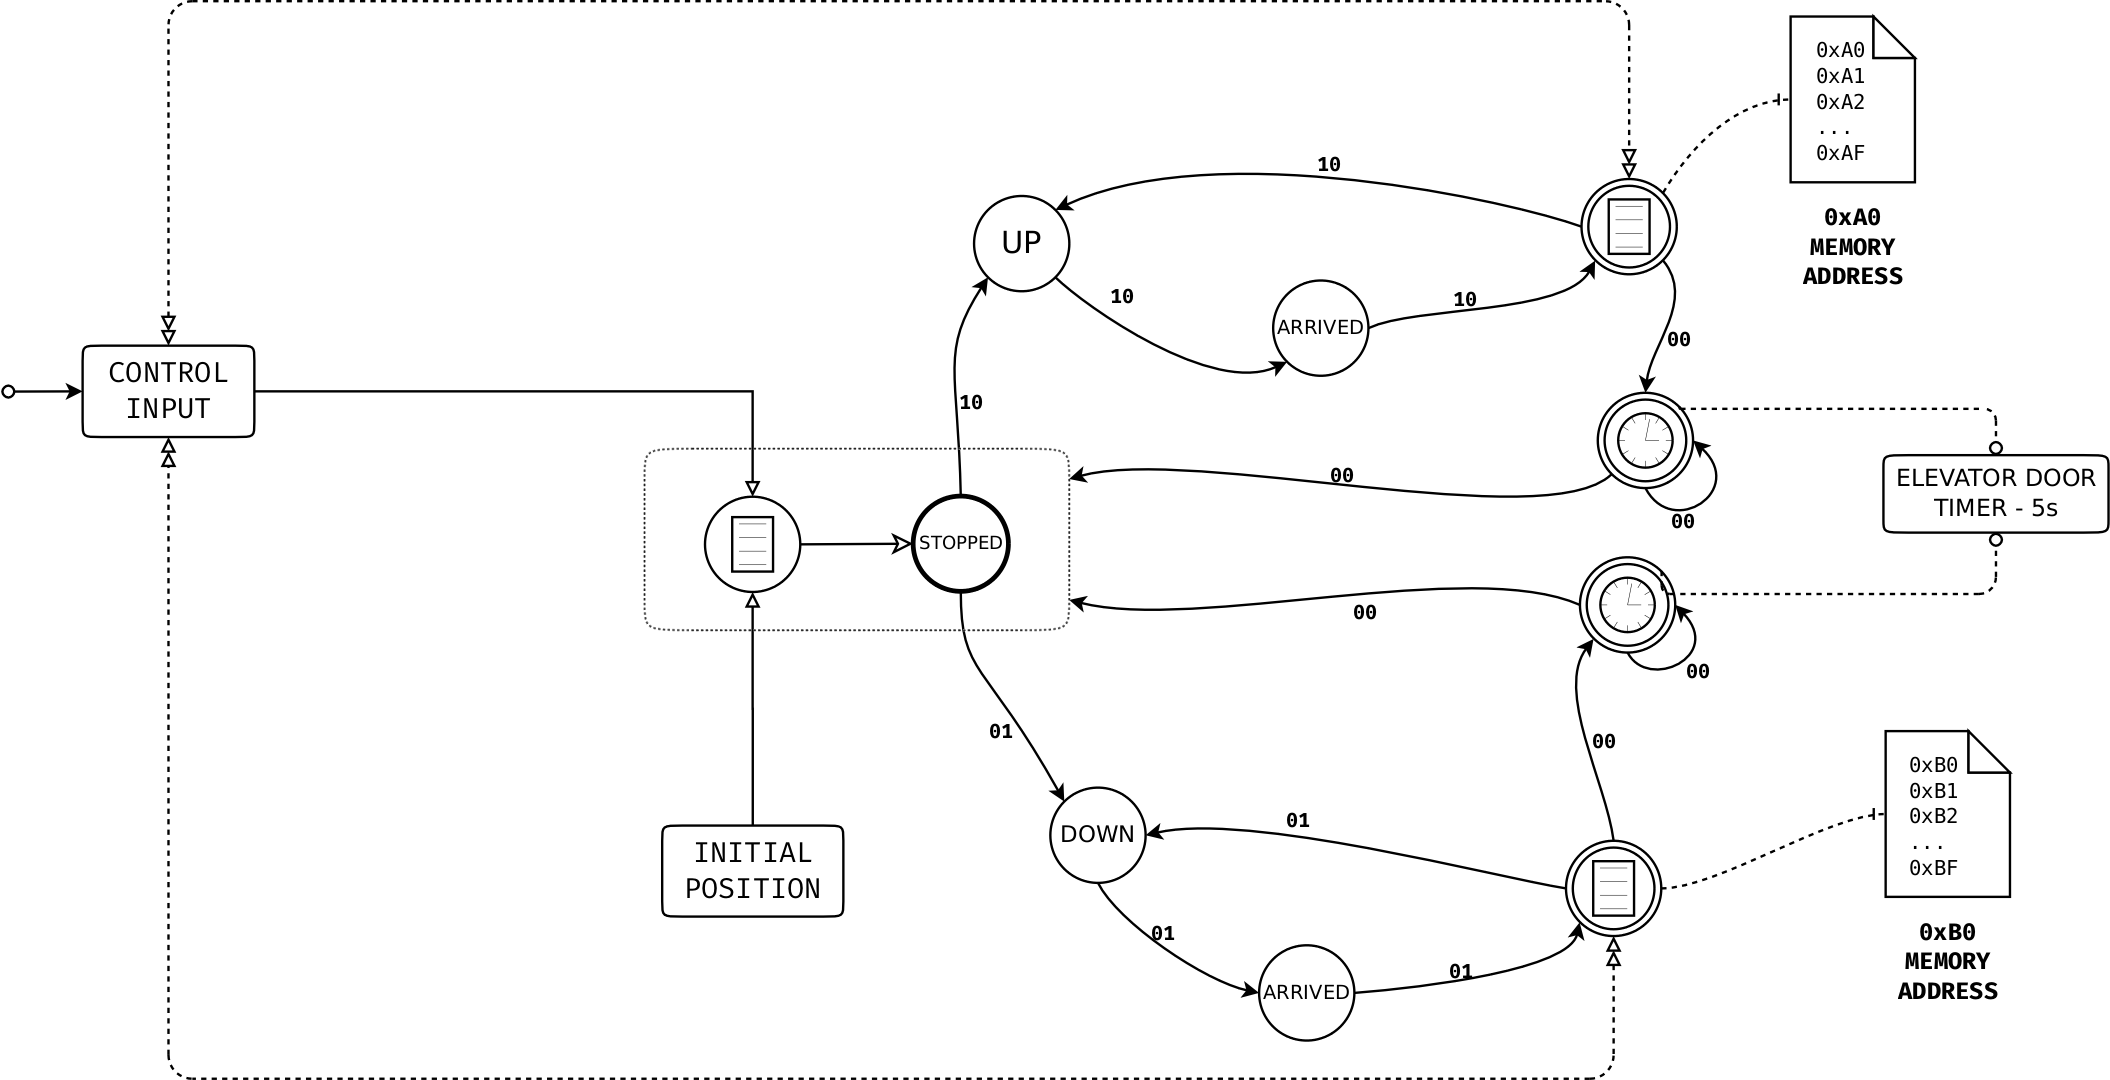 0xA0
0xA1
0xA2
...
0xAF
0xA0
MEMORY
ADDRESS
10
UP
10
10
ARRIVED
00
CONTROL
INPUT
10
00
ELEVATOR DOOR
TIMER - 5s
00
STOPPED
00
00
01
00
0xB0
0xB1
0xB2
...
0xBF
0xB0
MEMORY
ADDRESS
01
DOWN
INITIAL
POSITION
01
01
ARRIVED